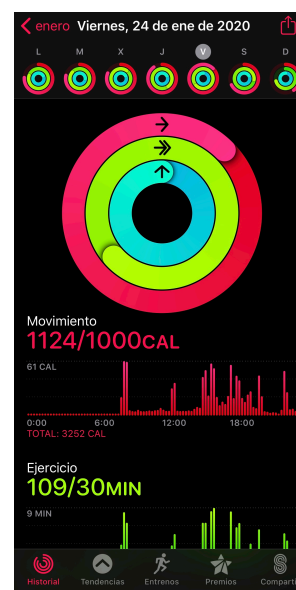 enero Viernes, 24 de ene de 2020
L M X J V S D
Movimiento
1124/1000CAL
61 CAL
0:00 6:00 12:00 18:00
TOTAL: 3252 CAL
Ejercicio
109/30MIN
9 MIN
Historial Tendencias Entrenos Premios Comparti